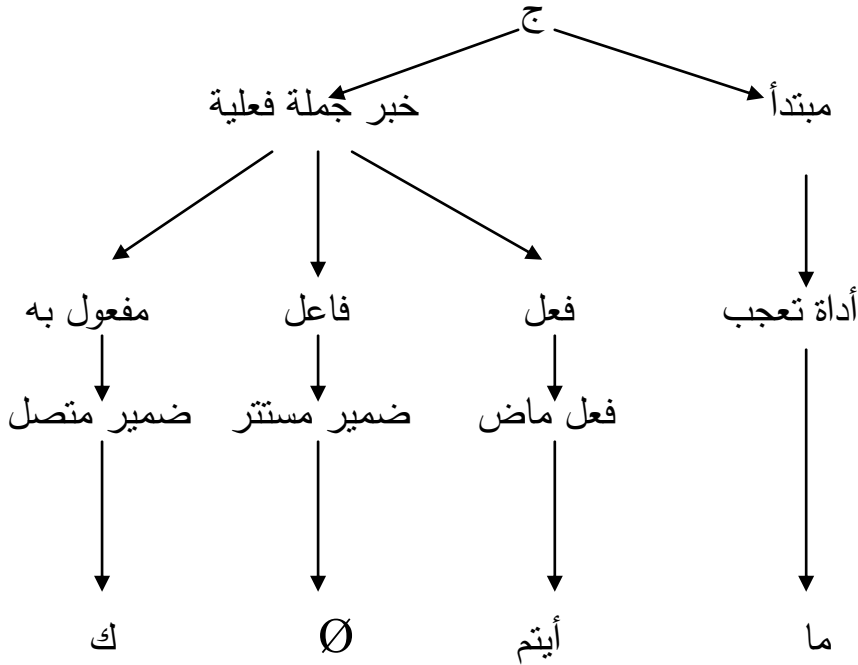 ج
مبتدأ خبر جملة فعلية
أداة تعجب فعل فاعل مفعول به
فعل ماض ضمير مستتر ضمير متصل
ما أيتم Ø ك